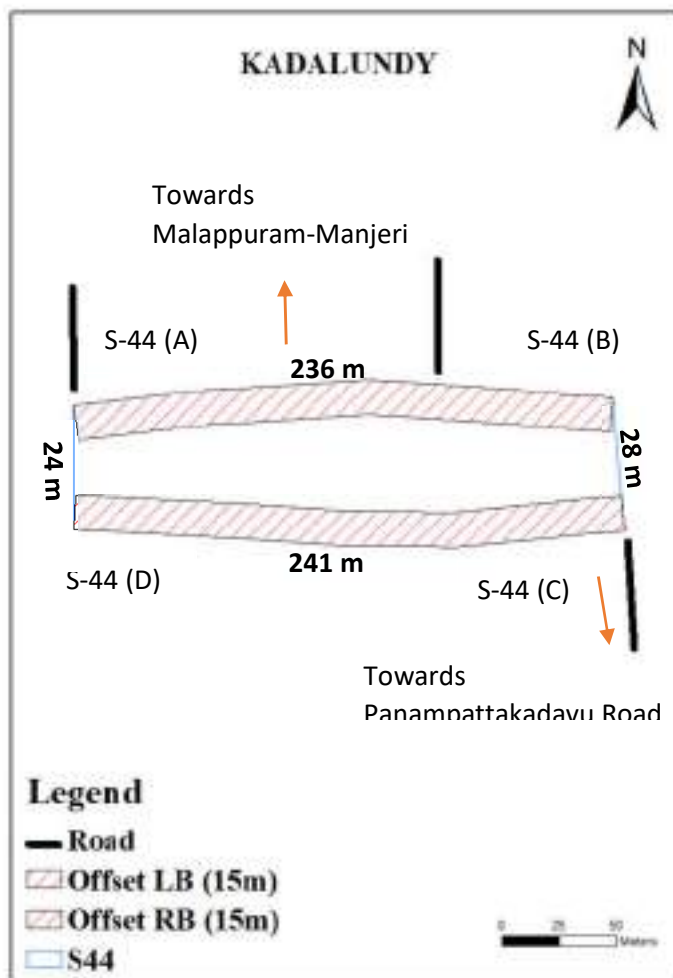 KADALUNDY
N
Towards
Malappuram-Manjeri
S-44 (A)
S-44 (B)
236 m
24 m
28 m
241 m
S-44 (D)
S-44 (C)
Towards
Panampattakadavu Road
Legend
Road
Offset LB (15m)
Offset RB (15m)
S44
0 25 50
Meters